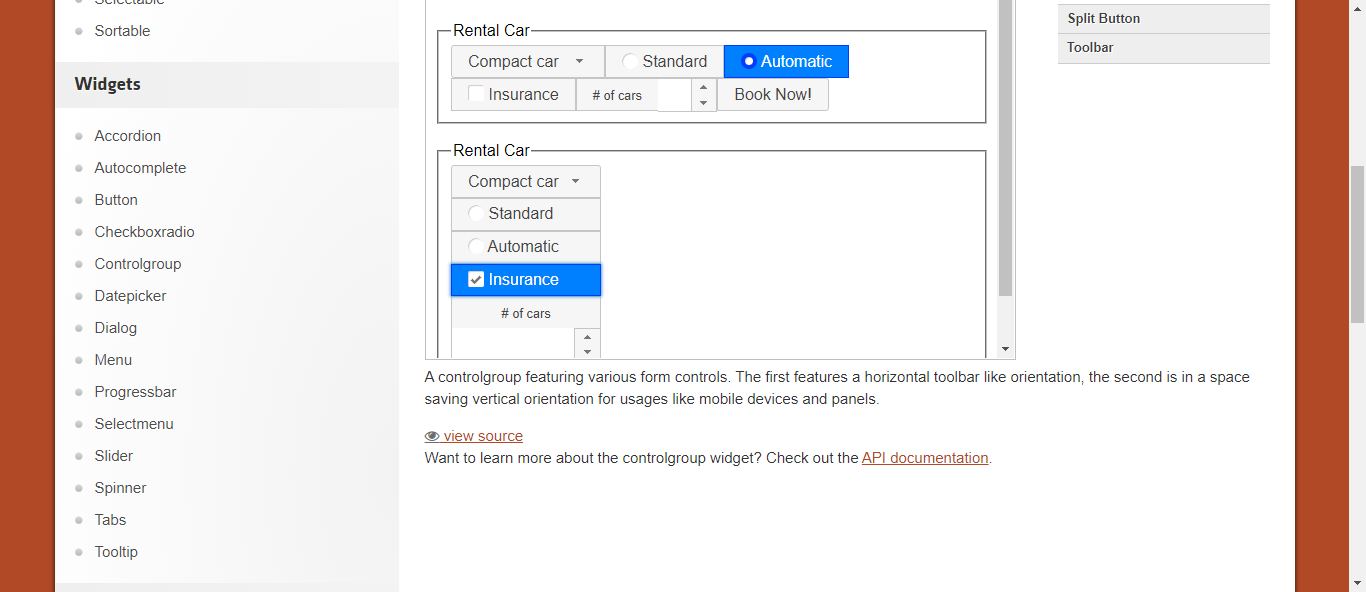 Selectable
Sortable
Widgets
Accordion
Autocomplete
Button
Checkboxradio
Controlgroup
Datepicker
Dialog
Menu
Progressbar
Selectmenu
Slider
Spinner
Tabs
Tooltip
Rental Car
Compact car
Standard
Automatic
Insurance
# of cars
Book Now!
Rental Car
Compact car
Standard
Automatic
Insurance
# of cars
A controlgroup featuring various form controls. The first features a horizontal toolbar like orientation, the second is in a space
saving vertical orientation for usages like mobile devices and panels.
view source
Want to learn more about the controlgroup widget? Check out the API documentation.
Split Button
Toolbar